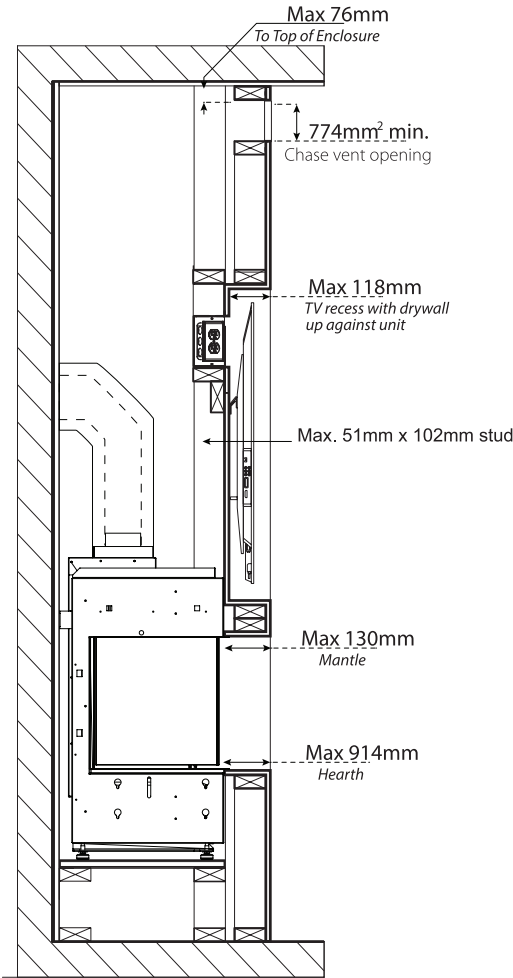 Max 76mm
To Top of Enclosure
774mm² min.
Chase vent opening
Max 118mm
TV recess with drywall
up against unit
Max. 51mm x 102mm stud
Max 130mm
Mantle
Max 914mm
Hearth